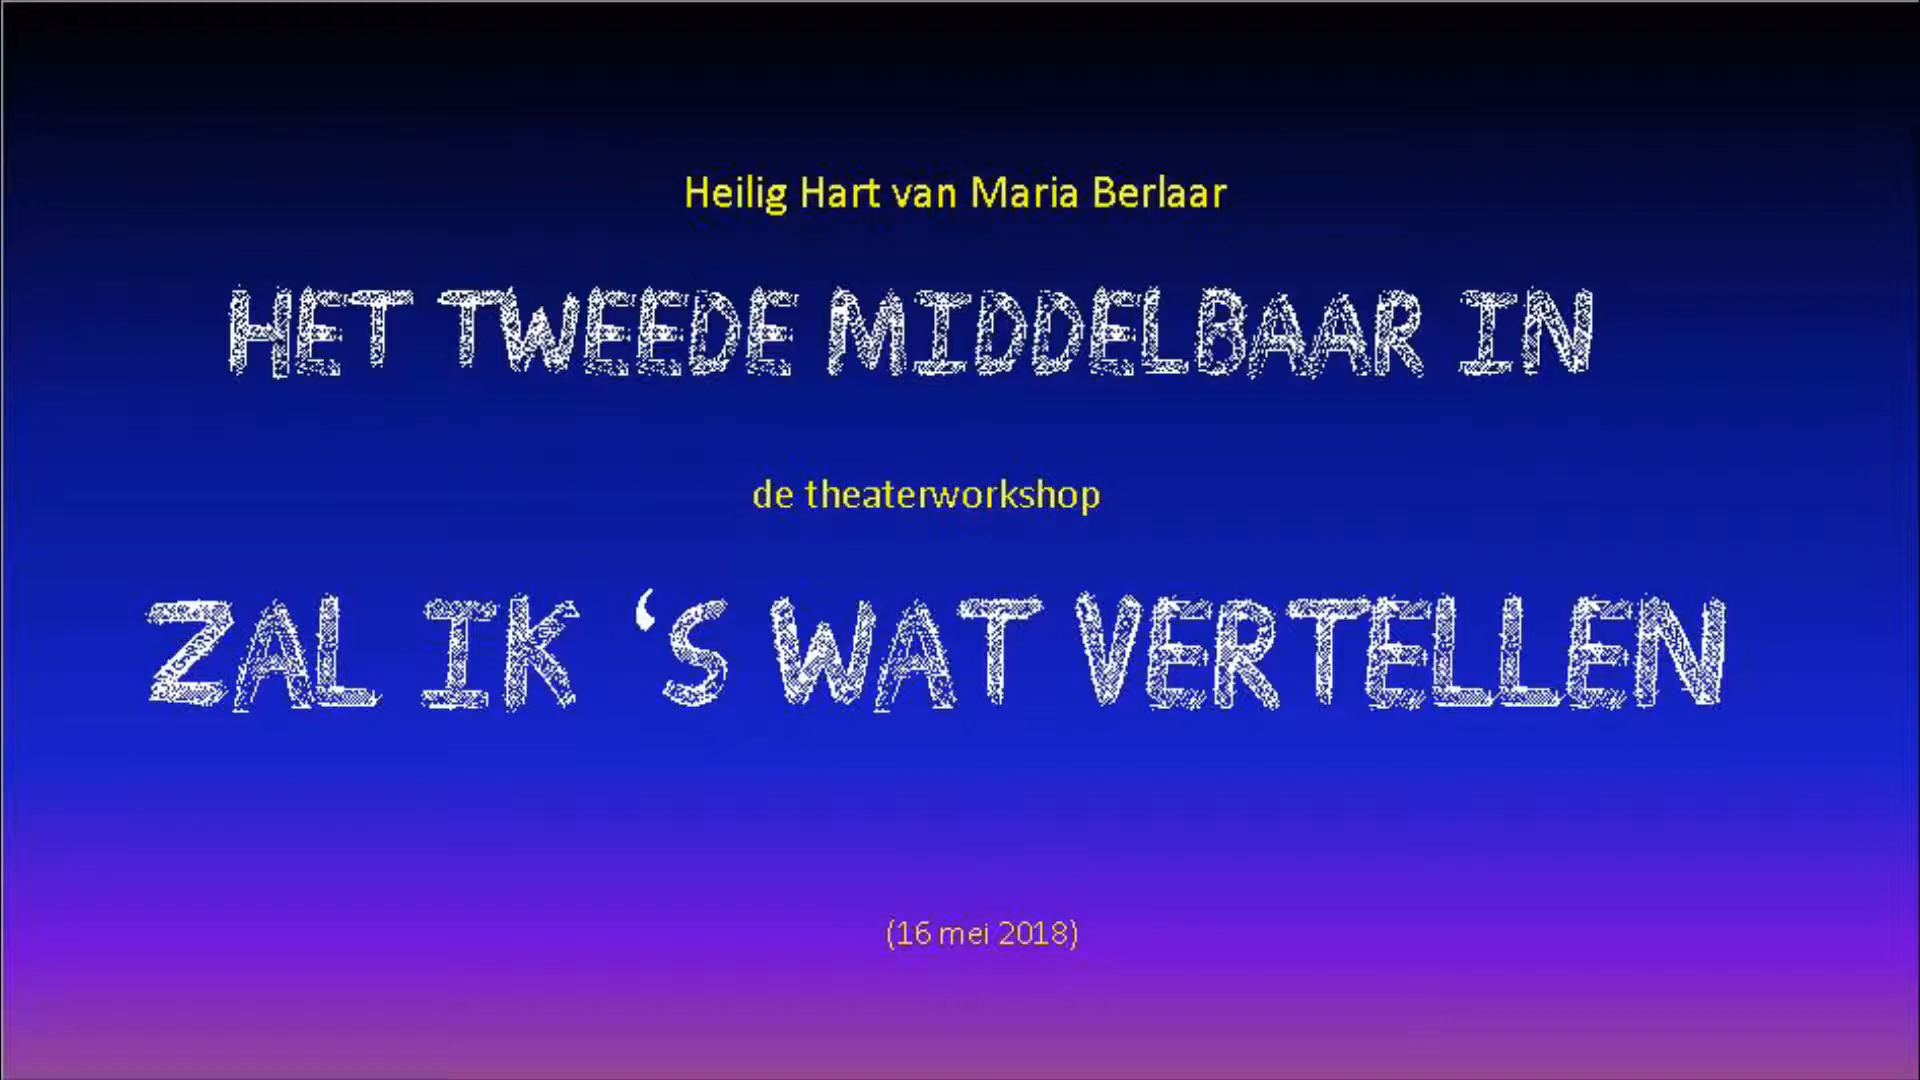 Heilig Hart van Maria Berlaar
HET TWEEDE MIDDELBAAR IN
de theaterworkshop
ZAL IK ‘S WAT VERTELLEN
(16 mei 2018)